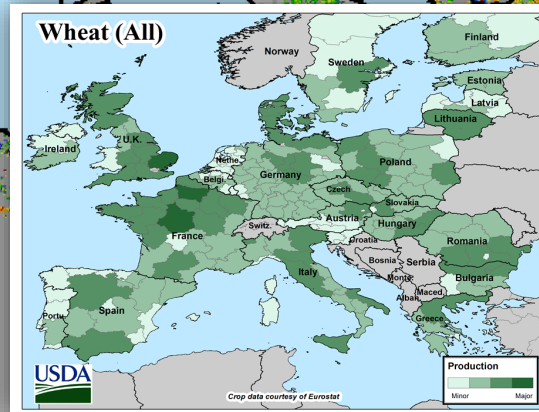 Wheat (All)
Norway
Finland
Sweden
Estonia
Latvia
Lithuania
Ireland
U.K.
Nethe.
Belgi.
Germany
Poland
Czech
Slovakia
Austria
Hungary
Switz.
France
Croatia
Bosnia
Serbia
Romania
Monte.
Bulgaria
Italy
Maced.
Albak.
Portu.
Spain
Greece
USDA
Crop data courtesy of Eurostat
Production
Minor Major